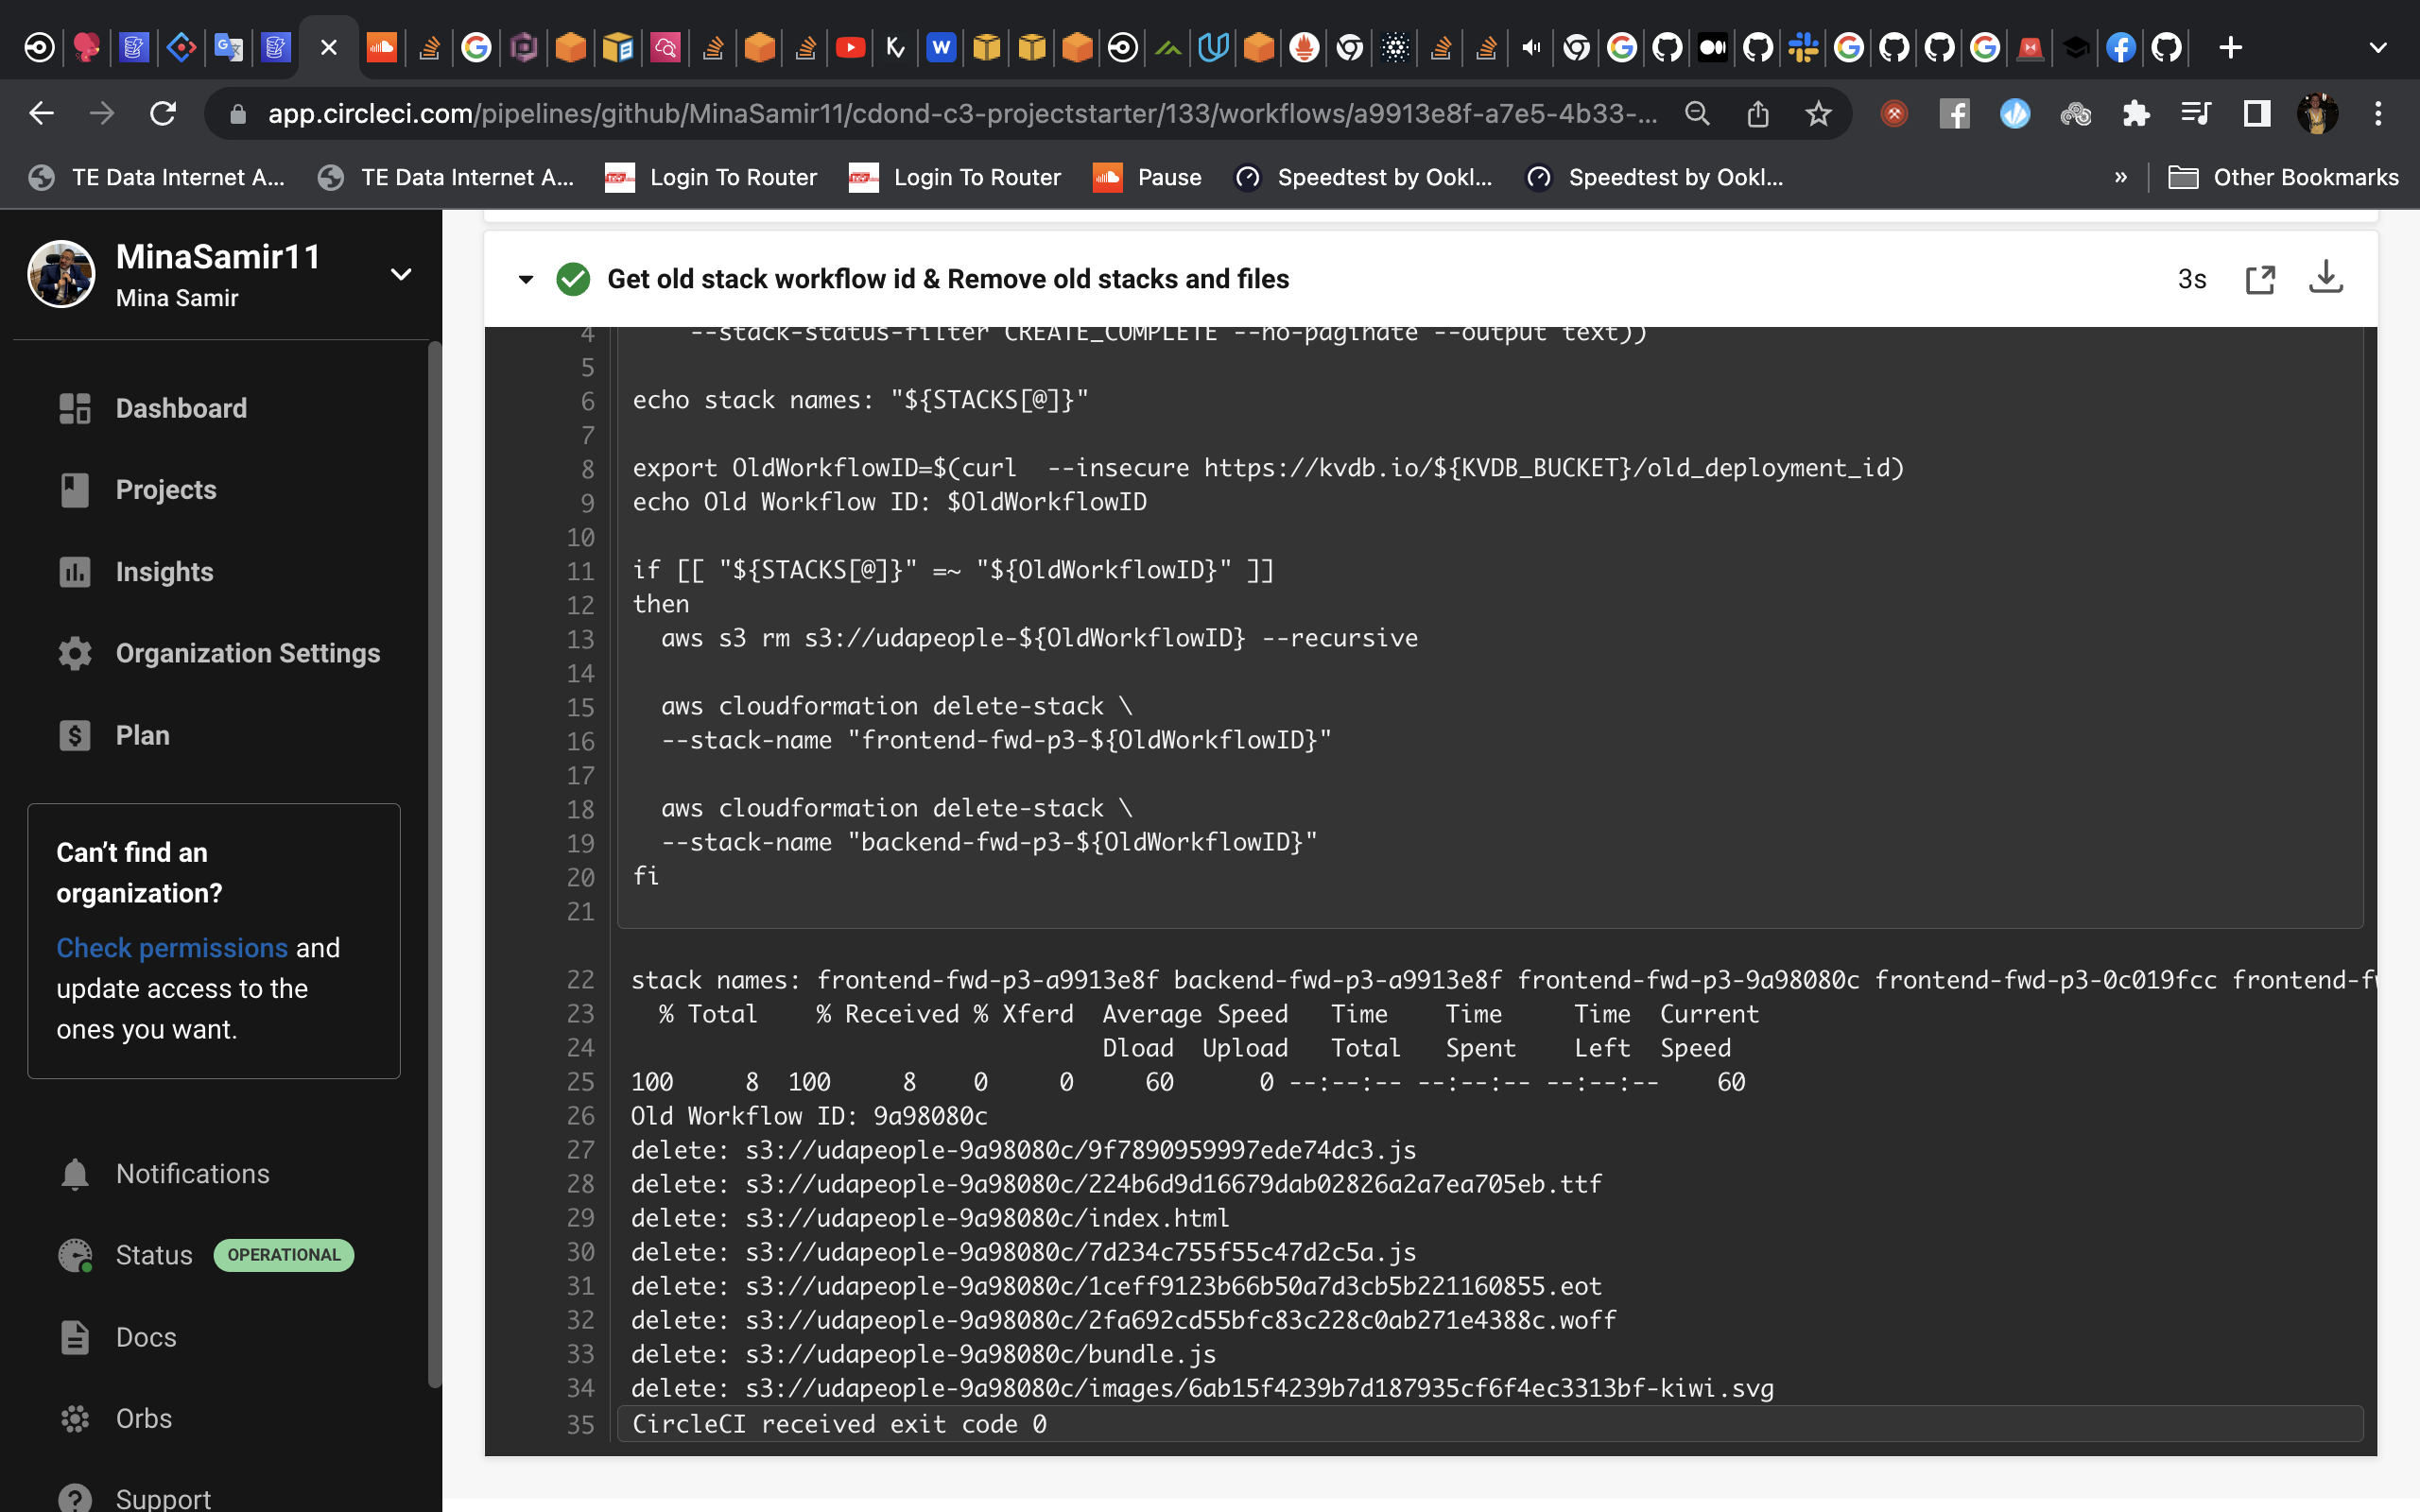 app.circleci.com/pipelines/github/MinaSamir11/cdond-c3-projectstarter/133/workflows/a9913e8f-a7e5-4b33-...
TE Data Internet A...
TE Data Internet A...
Login To Router
Login To Router
Pause
Speedtest by Ookl...
Speedtest by Ookl...
»
Other Bookmarks
MinaSamir11
Mina Samir
Dashboard
Projects
Insights
Organization Settings
Plan
Can't find an
organization?
Check permissions and
update access to the
ones you want.
Notifications
Status OPERATIONAL
Docs
Orbs
Support
Get old stack workflow id & Remove old stacks and files
3s
4 --stack-status-filter CREATE_COMPLETE --no-paginate --output text))
5
6 echo stack names: "${STACKS[@]}"
7
8 export OldWorkflowID=$(curl  --insecure https://kvdb.io/${KVDB_BUCKET}/old_deployment_id)
9 echo Old Workflow ID: $OldWorkflowID
10
11 if [[ "${STACKS[@]}" =~ "${OldWorkflowID}" ]]
12 then
13   aws s3 rm s3://udapeople-${OldWorkflowID} --recursive
14
15   aws cloudformation delete-stack \
16   --stack-name "frontend-fwd-p3-${OldWorkflowID}"
17
18   aws cloudformation delete-stack \
19   --stack-name "backend-fwd-p3-${OldWorkflowID}"
20 fi
21
22 stack names: frontend-fwd-p3-a9913e8f backend-fwd-p3-a9913e8f frontend-fwd-p3-9a98080c frontend-fwd-p3-0c019fcc frontend-f
23   % Total    % Received % Xferd  Average Speed   Time    Time     Time  Current
24                                  Dload  Upload   Total   Spent    Left  Speed
25 100     8  100     8    0     0     60      0 --:--:-- --:--:-- --:--:--    60
26 Old Workflow ID: 9a98080c
27 delete: s3://udapeople-9a98080c/9f7890959997ede74dc3.js
28 delete: s3://udapeople-9a98080c/224b6d9d16679dab02826a2a7ea705eb.ttf
29 delete: s3://udapeople-9a98080c/index.html
30 delete: s3://udapeople-9a98080c/7d234c755f55c47d2c5a.js
31 delete: s3://udapeople-9a98080c/1ceff9123b66b50a7d3cb5b221160855.eot
32 delete: s3://udapeople-9a98080c/2fa692cd55bfc83c228c0ab271e4388c.woff
33 delete: s3://udapeople-9a98080c/bundle.js
34 delete: s3://udapeople-9a98080c/images/6ab15f4239b7d187935cf6f4ec3313bf-kiwi.svg
35 CircleCI received exit code 0